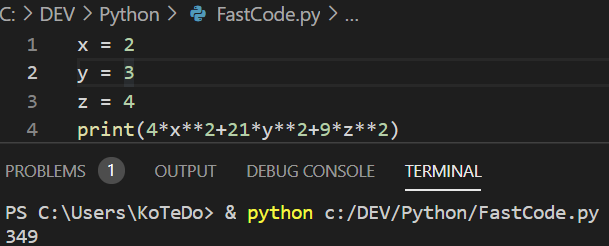 C: > DEV > Python > FastCode.py > ...
1 x = 2
2 y = 3
3 z = 4
4 print(4*x**2+21*y**2+9*z**2)
PROBLEMS 1 OUTPUT DEBUG CONSOLE TERMINAL
PS C:\Users\KoTeDo> & python c:/DEV/Python/FastCode.py
349